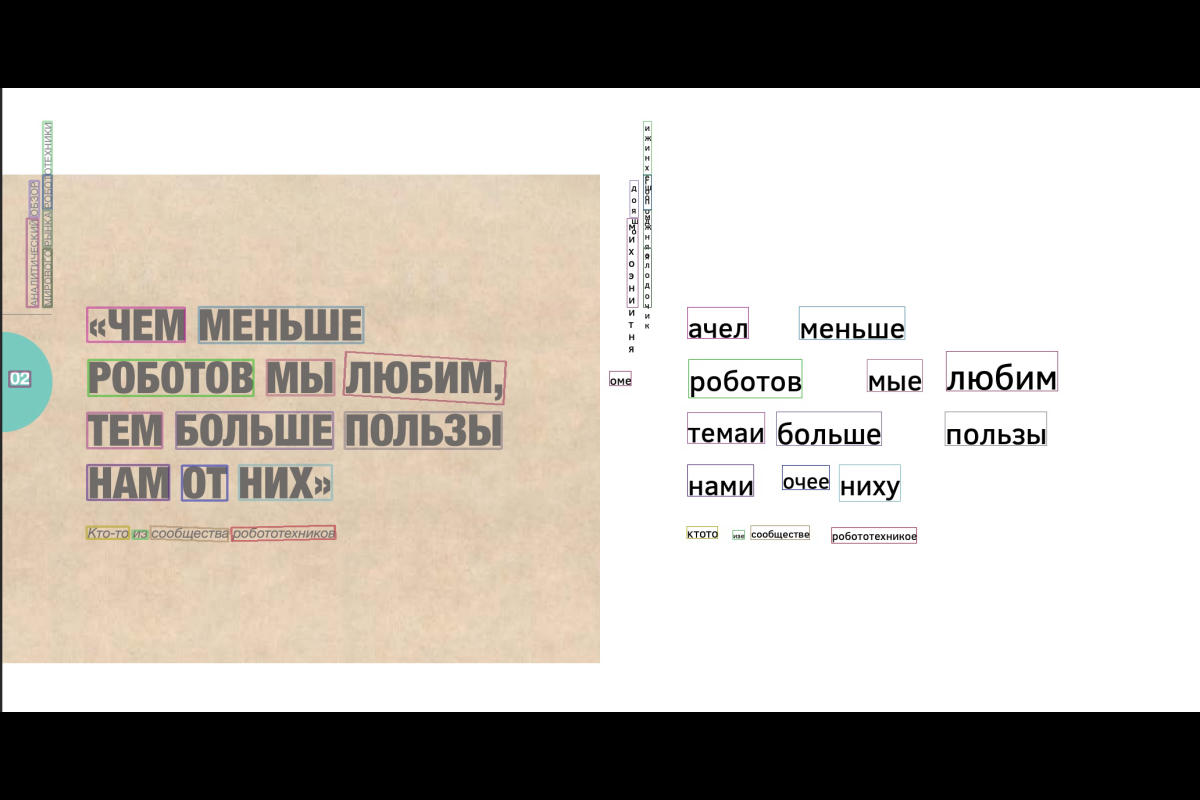 АНАЛИТИЧЕСКИЙ ОБЗОР
МИРОВОГО РЫНКА РОБОТОТЕХНИКИ
02
«ЧЕМ МЕНЬШЕ
РОБОТОВ МЫ ЛЮБИМ,
ТЕМ БОЛЬШЕ ПОЛЬЗЫ
НАМ ОТ НИХ»
Кто-то из сообщества робототехников
оме
ачел меньше
роботов мые любим
темаи больше пользы
нами очее ниху
ктото изе сообществе робототехникое